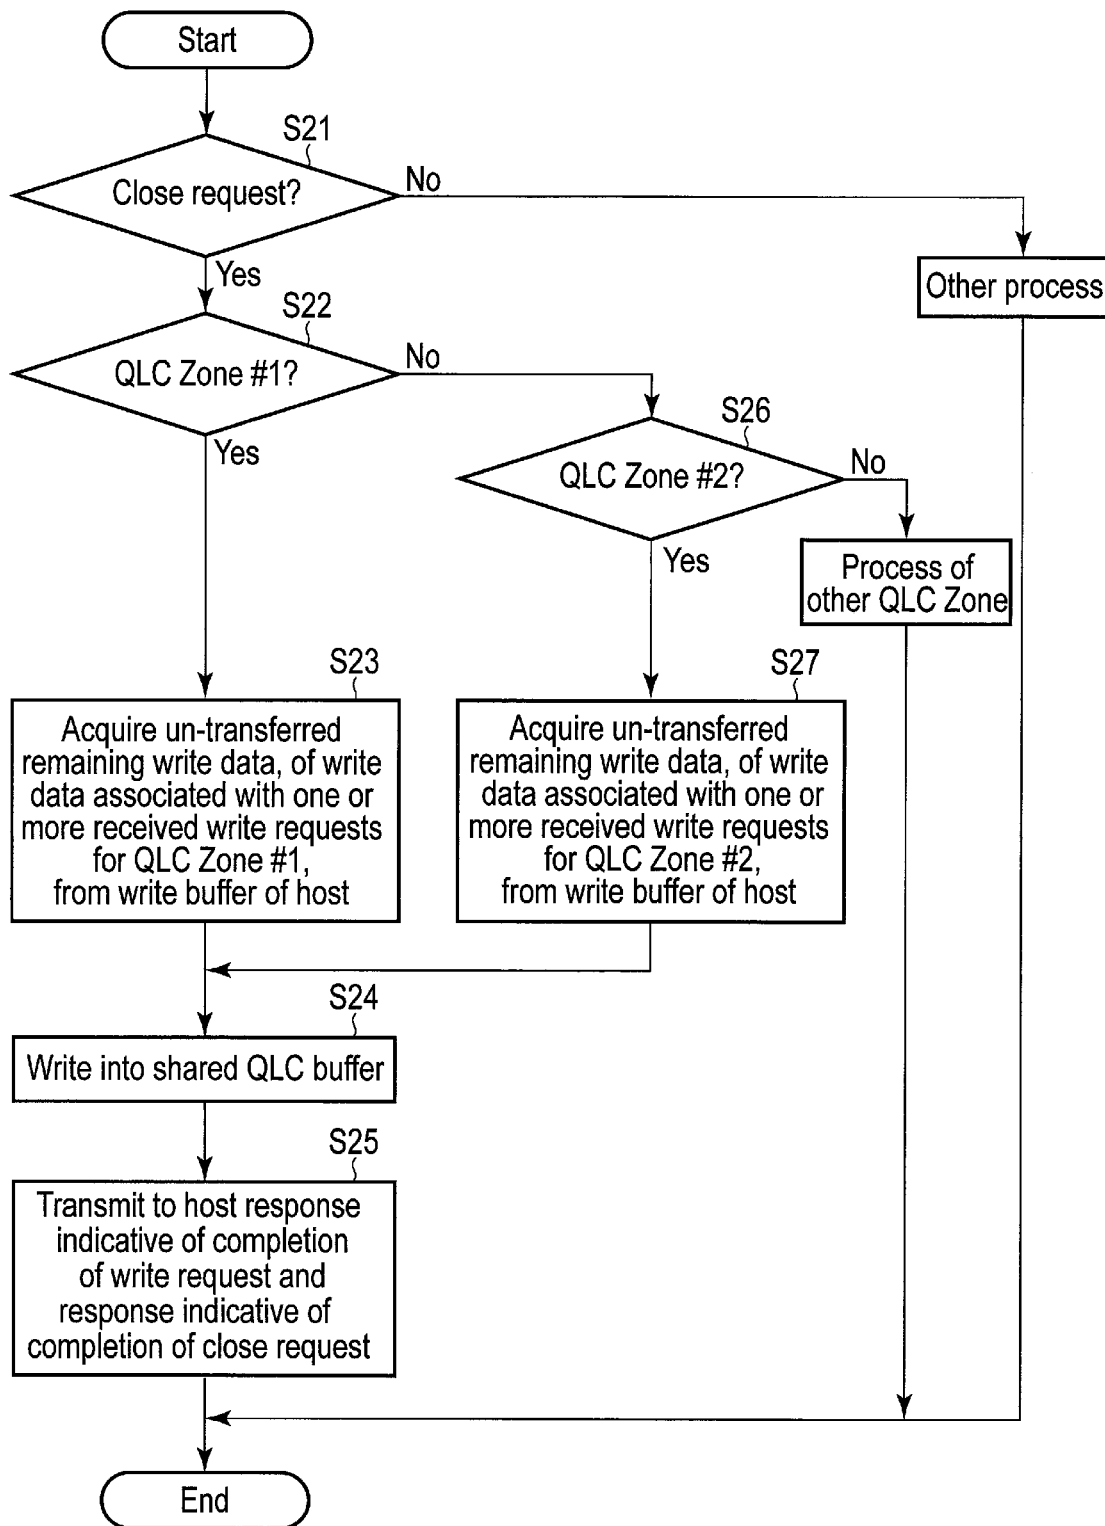 Start
S21
Close request?
No
Yes
Other process
S22
QLC Zone #1?
No
Yes
S26
QLC Zone #2?
No
Yes
Process of
other QLC Zone
S23
Acquire un-transferred
remaining write data, of write
data associated with one or
more received write requests
for QLC Zone #1,
from write buffer of host
S27
Acquire un-transferred
remaining write data, of write
data associated with one or
more received write requests
for QLC Zone #2,
from write buffer of host
S24
Write into shared QLC buffer
S25
Transmit to host response
indicative of completion
of write request and
response indicative of
completion of close request
End